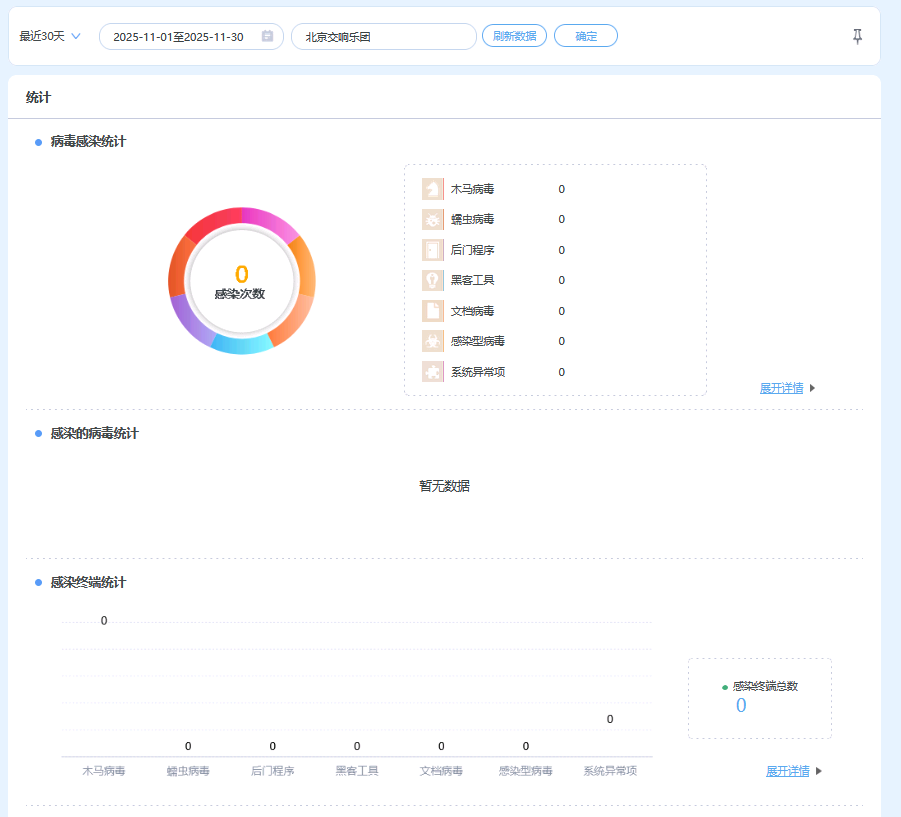 最近30天 2025-11-01至2025-11-30 北京交响乐团 刷新数据 确定
统计
病毒感染统计
0
感染次数
木马病毒 0
蠕虫病毒 0
后门程序 0
黑客工具 0
文档病毒 0
感染型病毒 0
系统异常项 0
展开详情
感染的病毒统计
暂无数据
感染终端统计
0
0 0 0 0 0 0
木马病毒 蠕虫病毒 后门程序 黑客工具 文档病毒 感染型病毒 系统异常项
感染终端总数
0
展开详情